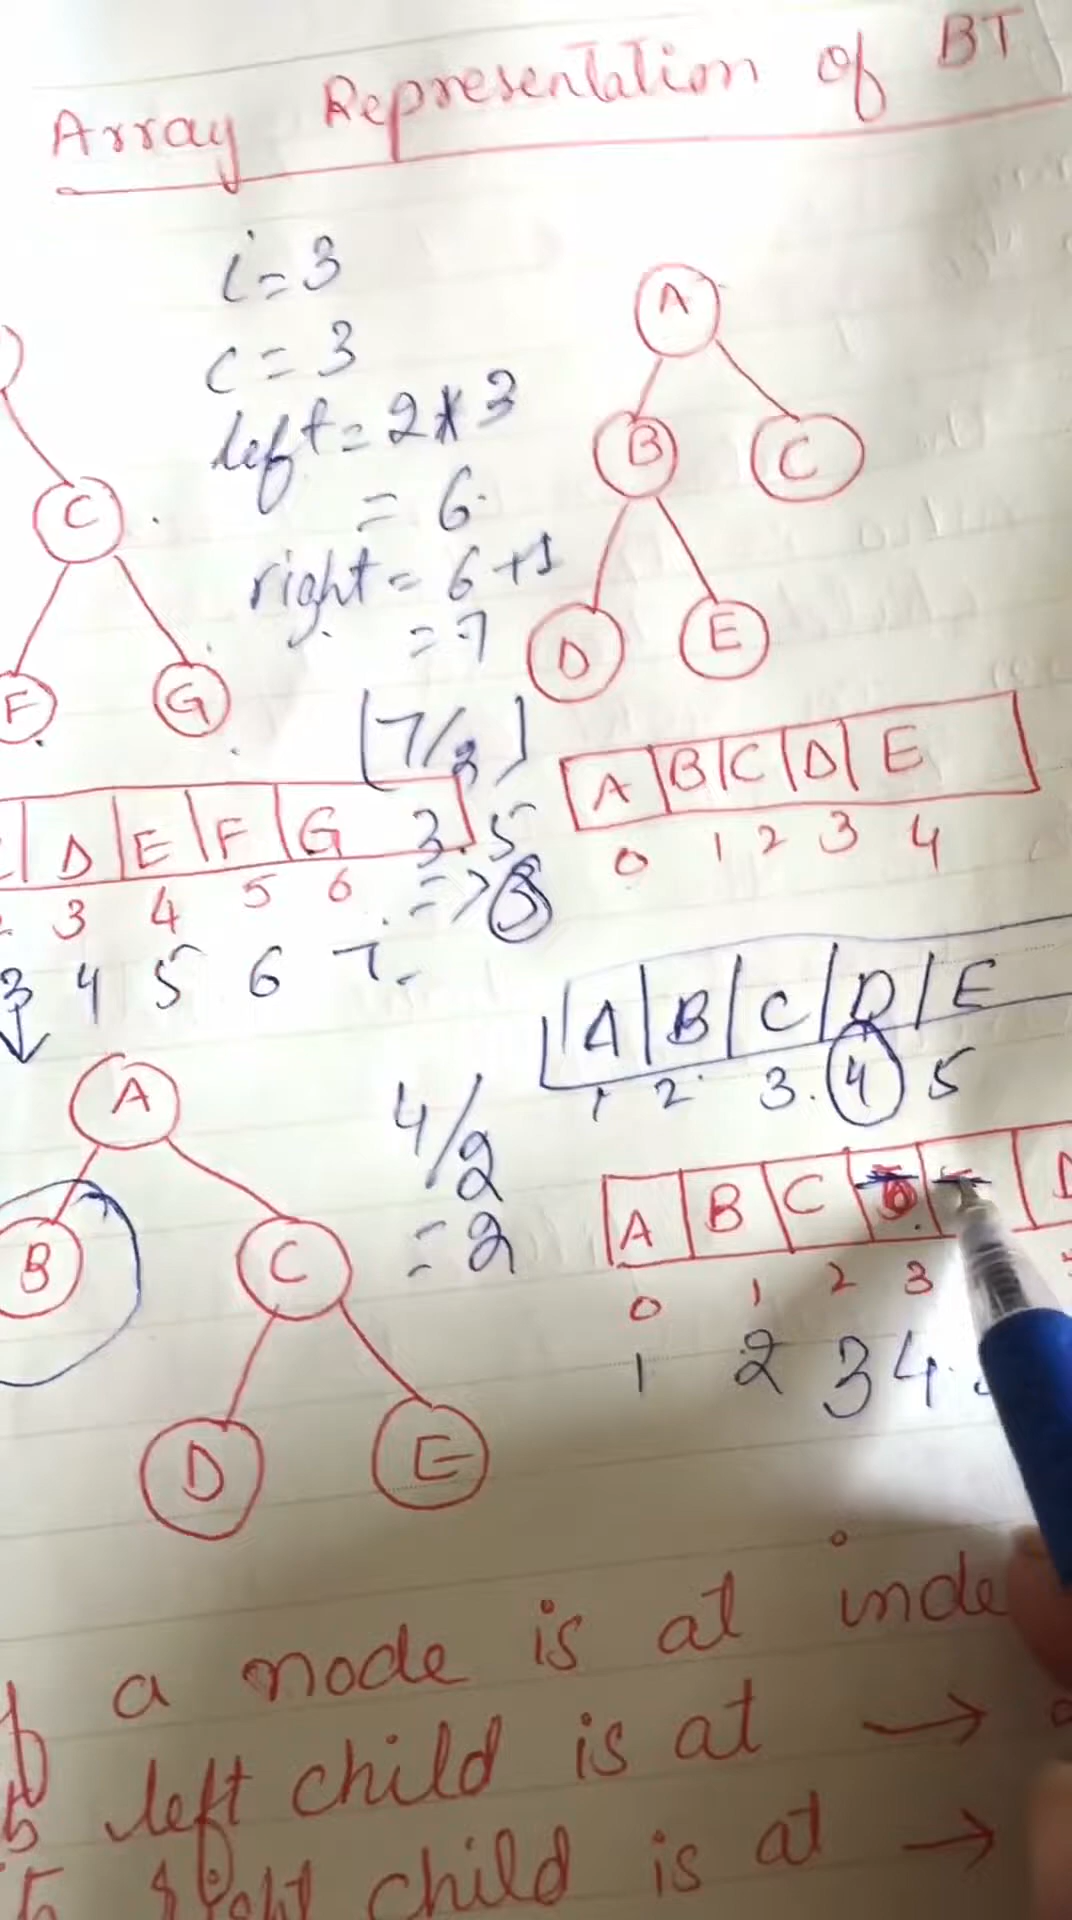 Array Representation of BT
i = 3
c = 3
left = 2 * 3
= 6.
right = 6 + 1
= 7
A
B C
D E
C
F G
[7/2]
A B C D E
0 1 2 3 4
D E F G
3 4 5 6
3.5
=> 3
3 4 5 6 7
A B C D E
1 2 3 4 5
A
B C
D E
4/2
= 2
A B C - - D
0 1 2 3
1 2 3 4
a node is at inde
left child is at →
right child is at →